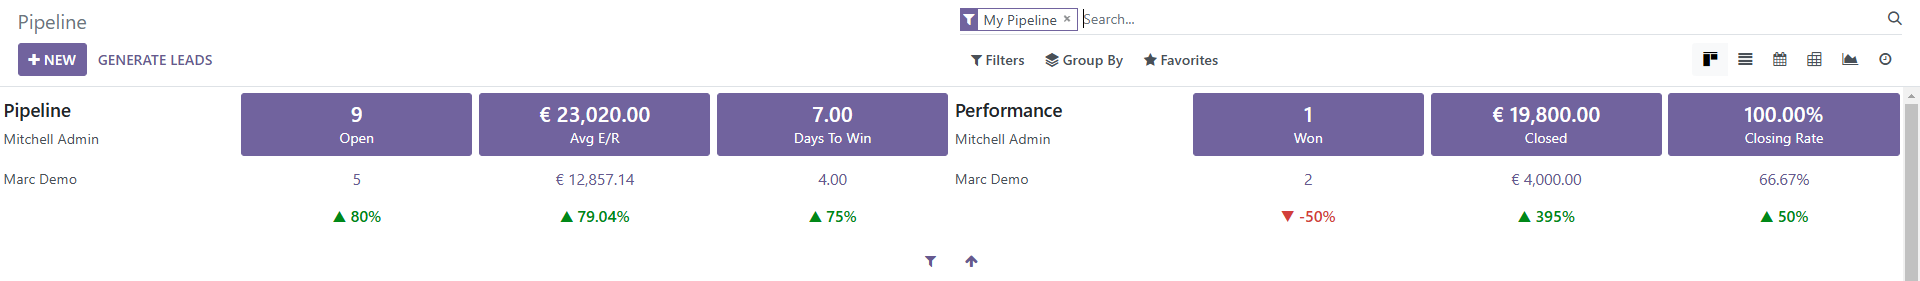 Pipeline
My Pipeline × Search...
+ NEW GENERATE LEADS
Filters Group By Favorites
Pipeline
Mitchell Admin
9
Open
€ 23,020.00
Avg E/R
7.00
Days To Win
Marc Demo 5 € 12,857.14 4.00
▲ 80% ▲ 79.04% ▲ 75%
Performance
Mitchell Admin
1
Won
€ 19,800.00
Closed
100.00%
Closing Rate
Marc Demo 2 € 4,000.00 66.67%
▼ -50% ▲ 395% ▲ 50%